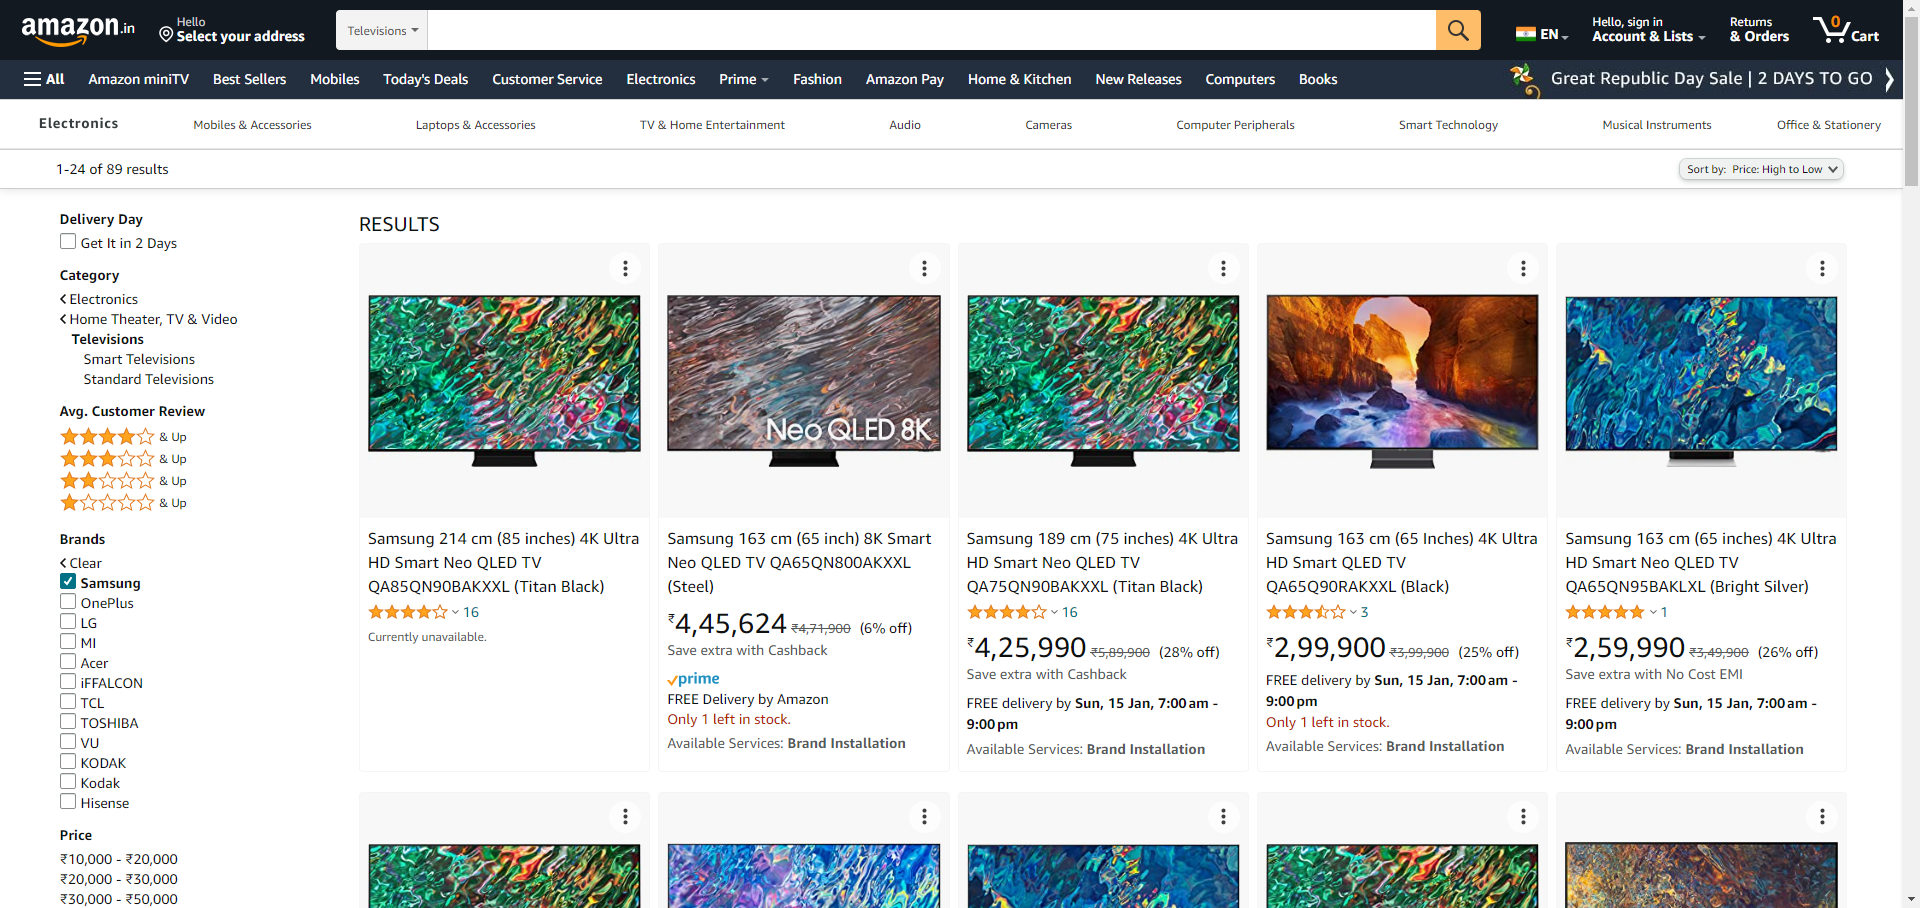 amazon.in
Hello
Select your address
Televisions
EN
Hello, sign in
Account & Lists
Returns
& Orders
0
Cart
All
Amazon miniTV
Best Sellers
Mobiles
Today's Deals
Customer Service
Electronics
Prime
Fashion
Amazon Pay
Home & Kitchen
New Releases
Computers
Books
Great Republic Day Sale | 2 DAYS TO GO
Electronics
Mobiles & Accessories
Laptops & Accessories
TV & Home Entertainment
Audio
Cameras
Computer Peripherals
Smart Technology
Musical Instruments
Office & Stationery
1-24 of 89 results
Sort by: Price: High to Low
Delivery Day
Get It in 2 Days
Category
Electronics
Home Theater, TV & Video
Televisions
Smart Televisions
Standard Televisions
Avg. Customer Review
& Up
& Up
& Up
& Up
Brands
Clear
Samsung
OnePlus
LG
MI
Acer
iFFALCON
TCL
TOSHIBA
VU
KODAK
Kodak
Hisense
Price
₹10,000 - ₹20,000
₹20,000 - ₹30,000
₹30,000 - ₹50,000
RESULTS
Samsung 214 cm (85 inches) 4K Ultra
HD Smart Neo QLED TV
QA85QN90BAKXXL (Titan Black)
16
Currently unavailable.
Neo QLED 8K
Samsung 163 cm (65 inch) 8K Smart
Neo QLED TV QA65QN800AKXXL
(Steel)
₹4,45,624 ₹4,71,900 (6% off)
Save extra with Cashback
prime
FREE Delivery by Amazon
Only 1 left in stock.
Available Services: Brand Installation
Samsung 189 cm (75 inches) 4K Ultra
HD Smart Neo QLED TV
QA75QN90BAKXXL (Titan Black)
16
₹4,25,990 ₹5,89,900 (28% off)
Save extra with Cashback
FREE delivery by Sun, 15 Jan, 7:00 am -
9:00 pm
Available Services: Brand Installation
Samsung 163 cm (65 Inches) 4K Ultra
HD Smart QLED TV
QA65Q90RAKXXL (Black)
3
₹2,99,900 ₹3,99,900 (25% off)
FREE delivery by Sun, 15 Jan, 7:00 am -
9:00 pm
Only 1 left in stock.
Available Services: Brand Installation
Samsung 163 cm (65 inches) 4K Ultra
HD Smart Neo QLED TV
QA65QN95BAKLXL (Bright Silver)
1
₹2,59,990 ₹3,49,900 (26% off)
Save extra with No Cost EMI
FREE delivery by Sun, 15 Jan, 7:00 am -
9:00 pm
Available Services: Brand Installation